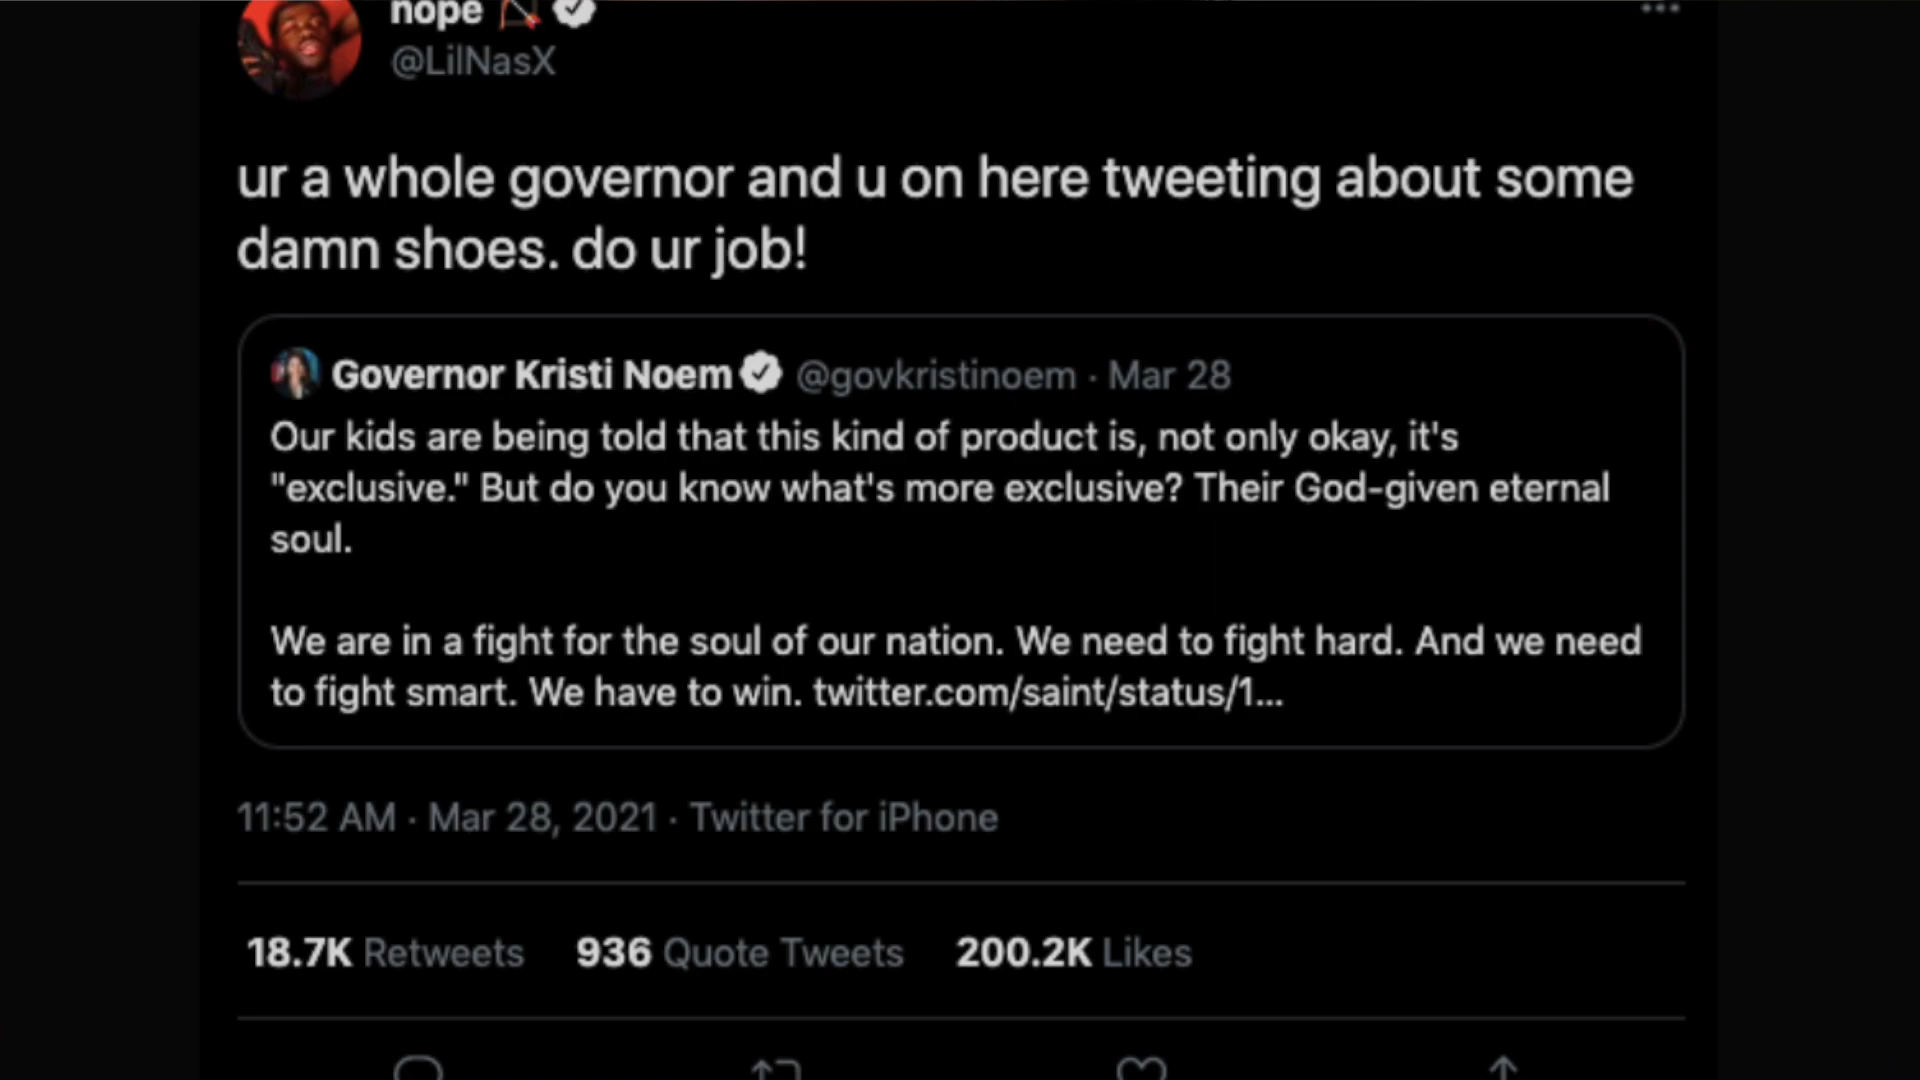 nope
@LilNasX
ur a whole governor and u on here tweeting about some
damn shoes. do ur job!
Governor Kristi Noem @govkristinoem · Mar 28
Our kids are being told that this kind of product is, not only okay, it's
"exclusive." But do you know what's more exclusive? Their God-given eternal
soul.
We are in a fight for the soul of our nation. We need to fight hard. And we need
to fight smart. We have to win. twitter.com/saint/status/1...
11:52 AM · Mar 28, 2021 · Twitter for iPhone
18.7K Retweets 936 Quote Tweets 200.2K Likes